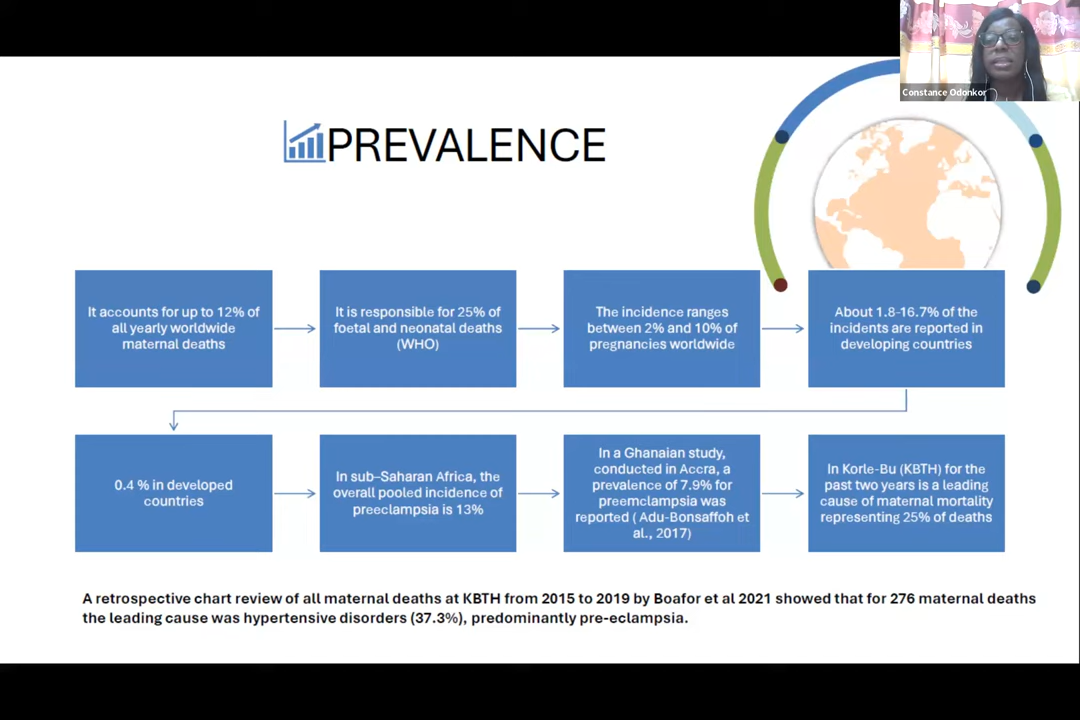 Constance Odonkor
PREVALENCE
It accounts for up to 12% of
all yearly worldwide
maternal deaths
It is responsible for 25% of
foetal and neonatal deaths
(WHO)
The incidence ranges
between 2% and 10% of
pregnancies worldwide
About 1.8-16.7% of the
incidents are reported in
developing countries
0.4 % in developed
countries
In sub–Saharan Africa, the
overall pooled incidence of
preeclampsia is 13%
In a Ghanaian study,
conducted in Accra, a
prevalence of 7.9% for
preemclampsia was
reported ( Adu-Bonsaffoh et
al., 2017)
In Korle-Bu (KBTH) for the
past two years is a leading
cause of maternal mortality
representing 25% of deaths
A retrospective chart review of all maternal deaths at KBTH from 2015 to 2019 by Boafor et al 2021 showed that for 276 maternal deaths
the leading cause was hypertensive disorders (37.3%), predominantly pre-eclampsia.